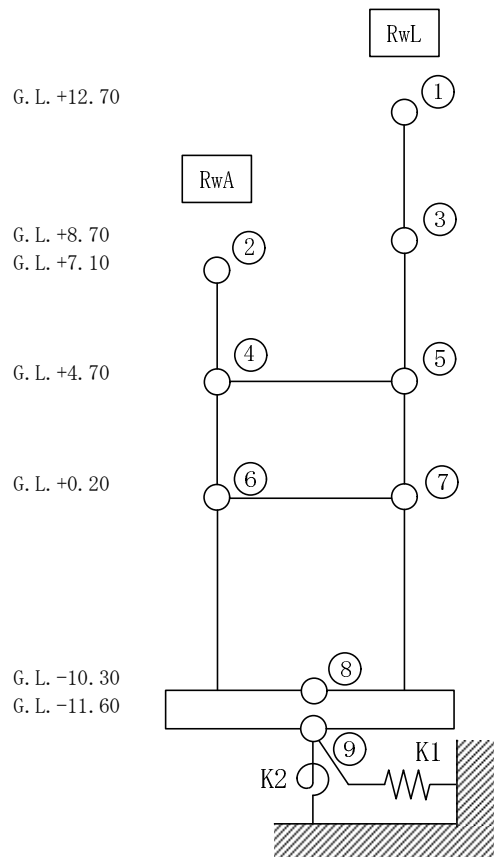 RwL
G.L.+12.70 ①
RwA
G.L.+8.70 ② ③
G.L.+7.10
G.L.+4.70 ④ ⑤
G.L.+0.20 ⑥ ⑦
G.L.-10.30 ⑧
G.L.-11.60
⑨ K1
K2